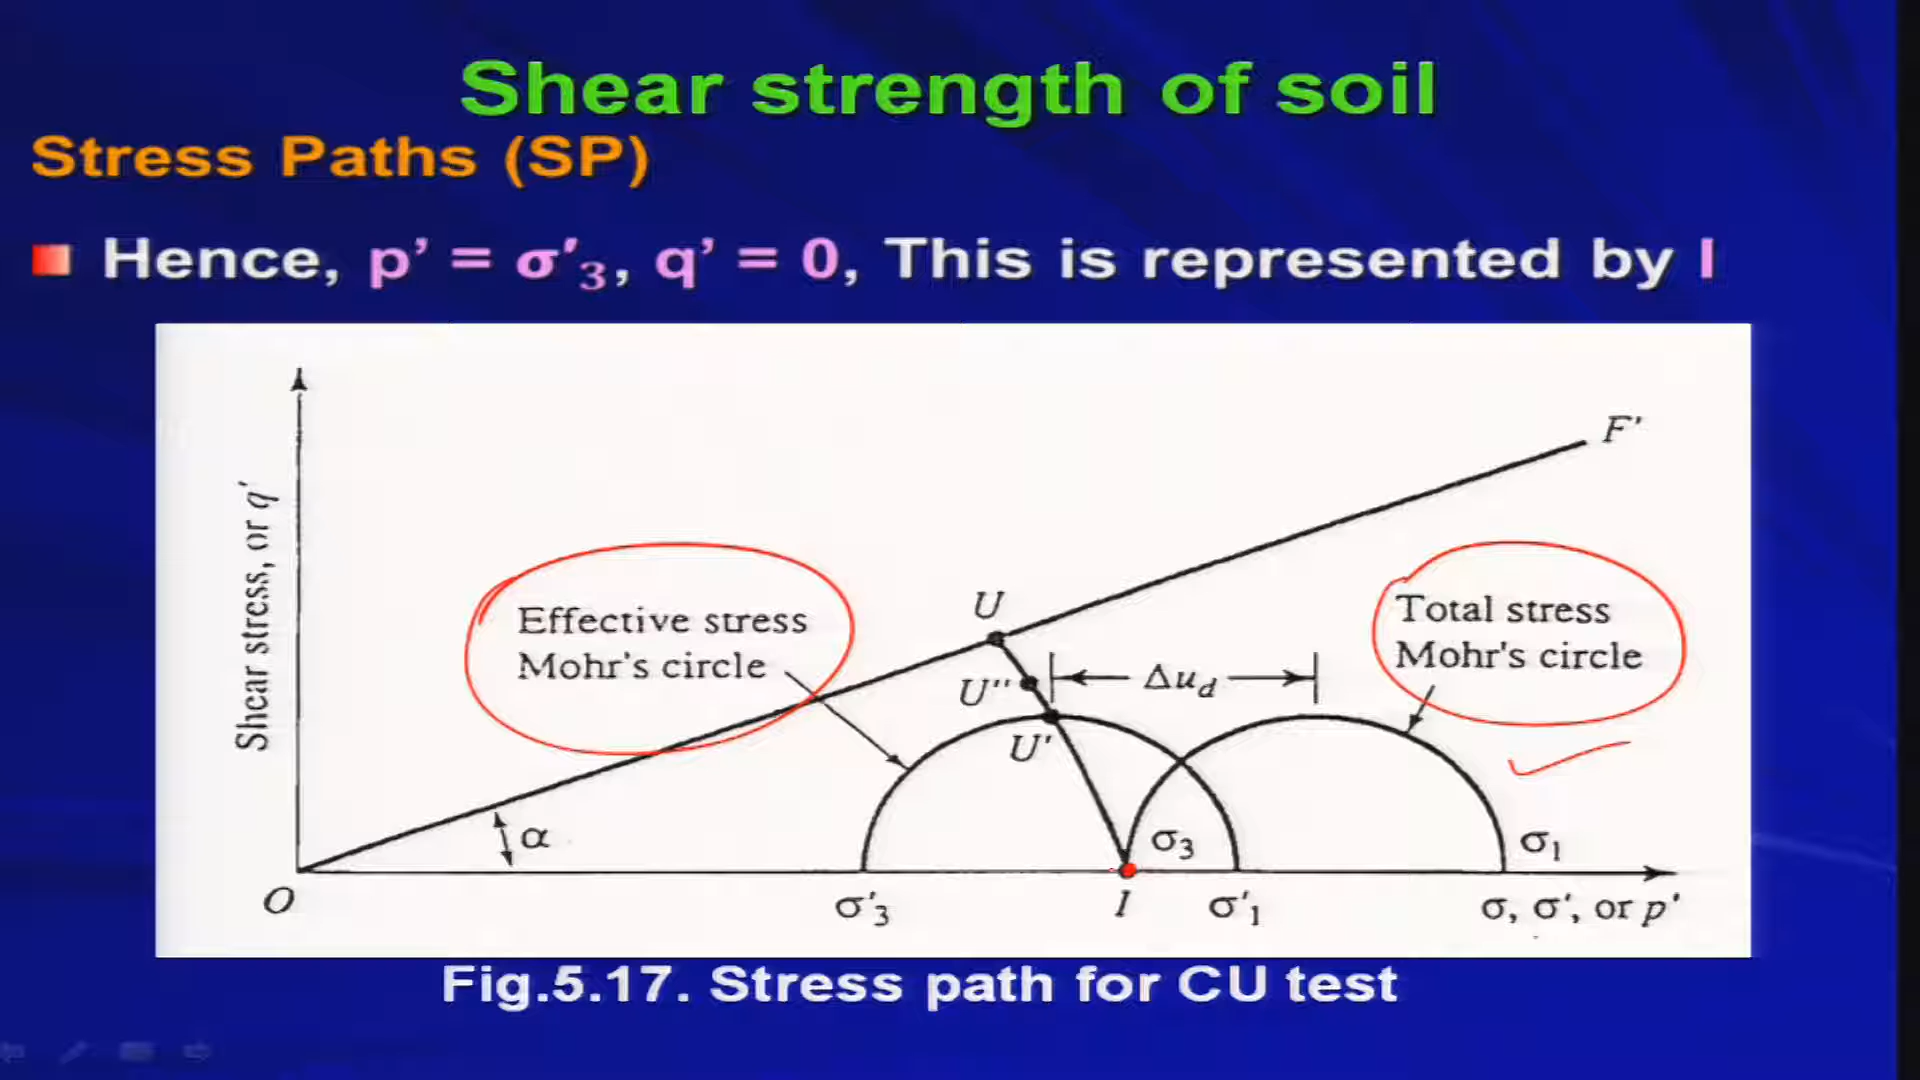 Shear strength of soil
Stress Paths (SP)
Hence, p’ = σ′₃, q’ = 0, This is represented by I
F'
Shear stress, or q'
Effective stress
Mohr's circle
U
Total stress
Mohr's circle
U''
Δu_d
U'
α
σ₃
σ₁
O
σ'₃
I
σ'₁
σ, σ', or p'
Fig.5.17. Stress path for CU test